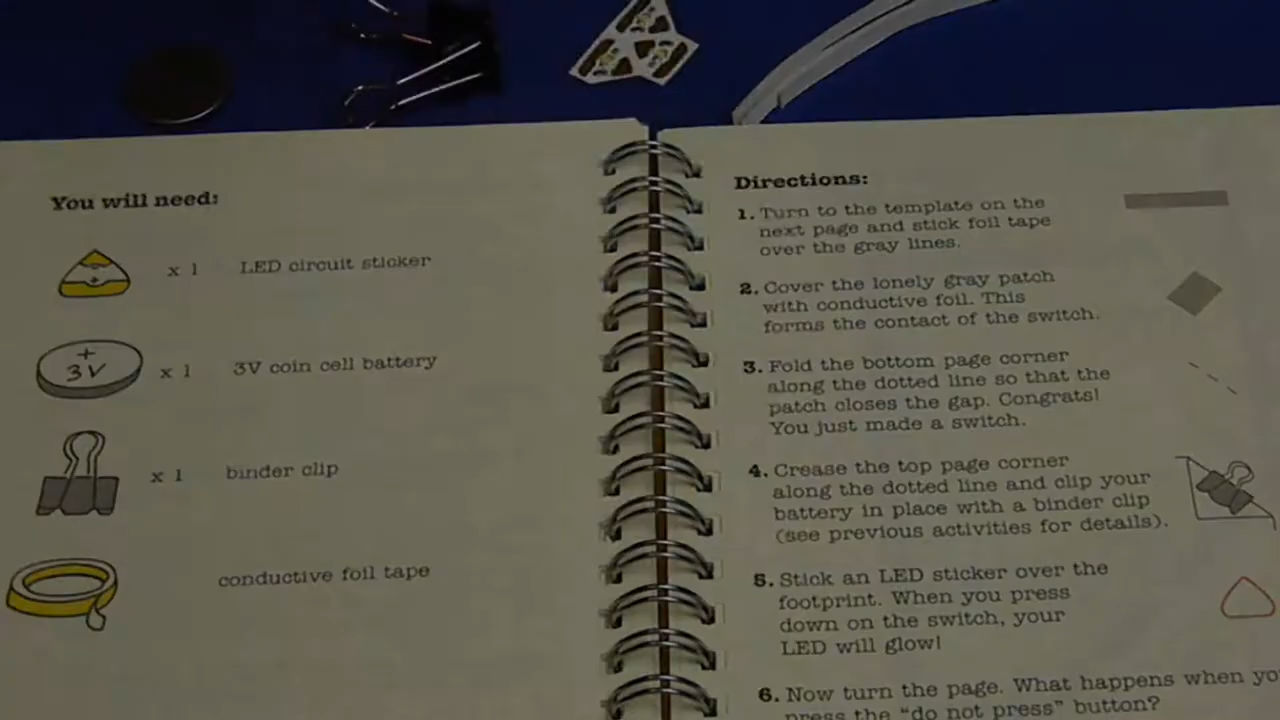 You will need:
x 1 LED circuit sticker
+
3V
x 1 3V coin cell battery
x 1 binder clip
conductive foil tape
Directions:
1. Turn to the template on the
next page and stick foil tape
over the gray lines.
2. Cover the lonely gray patch
with conductive foil. This
forms the contact of the switch.
3. Fold the bottom page corner
along the dotted line so that the
patch closes the gap. Congrats!
You just made a switch.
4. Crease the top page corner
along the dotted line and clip your
battery in place with a binder clip
(see previous activities for details).
5. Stick an LED sticker over the
footprint. When you press
down on the switch, your
LED will glow!
6. Now turn the page. What happens when yo
press the "do not press" button?